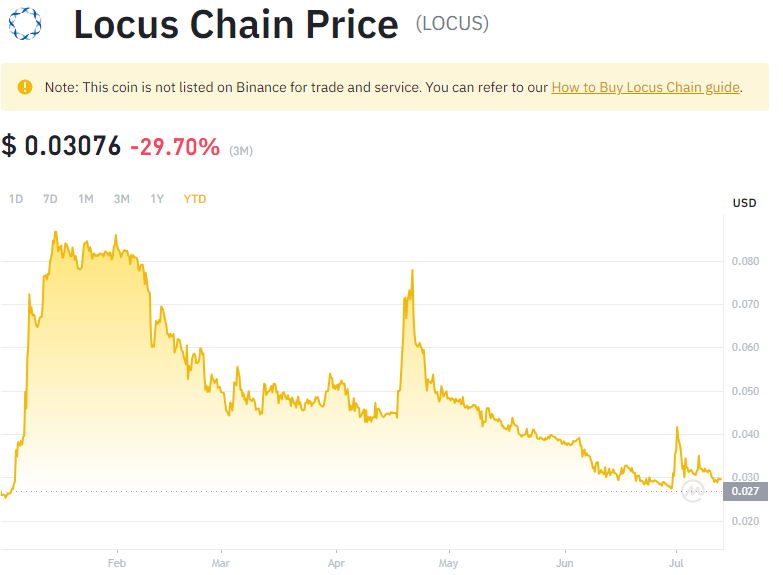 Locus Chain Price (LOCUS)
Note: This coin is not listed on Binance for trade and service. You can refer to our How to Buy Locus Chain guide.
$ 0.03076 -29.70% (3M)
1D 7D 1M 3M 1Y YTD
USD
0.080
0.070
0.060
0.050
0.040
0.030
0.027
0.020
Feb Mar Apr May Jun Jul